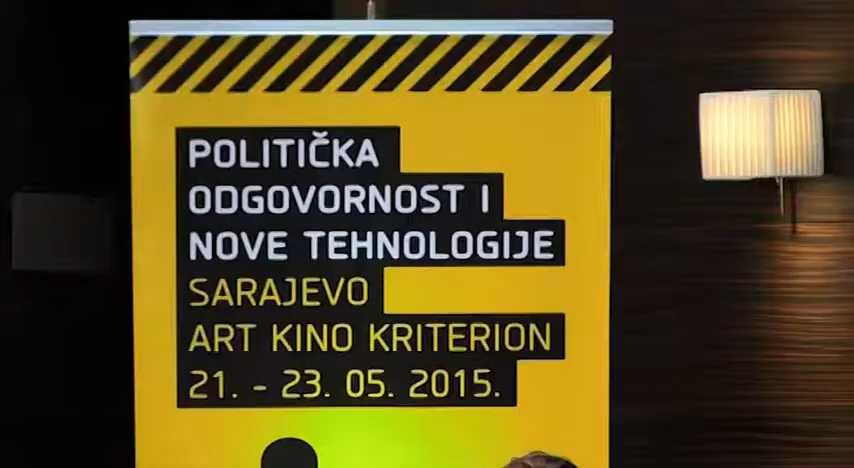 POLITIČKA
ODGOVORNOST I
NOVE TEHNOLOGIJE
SARAJEVO
ART KINO KRITERION
21. - 23. 05. 2015.